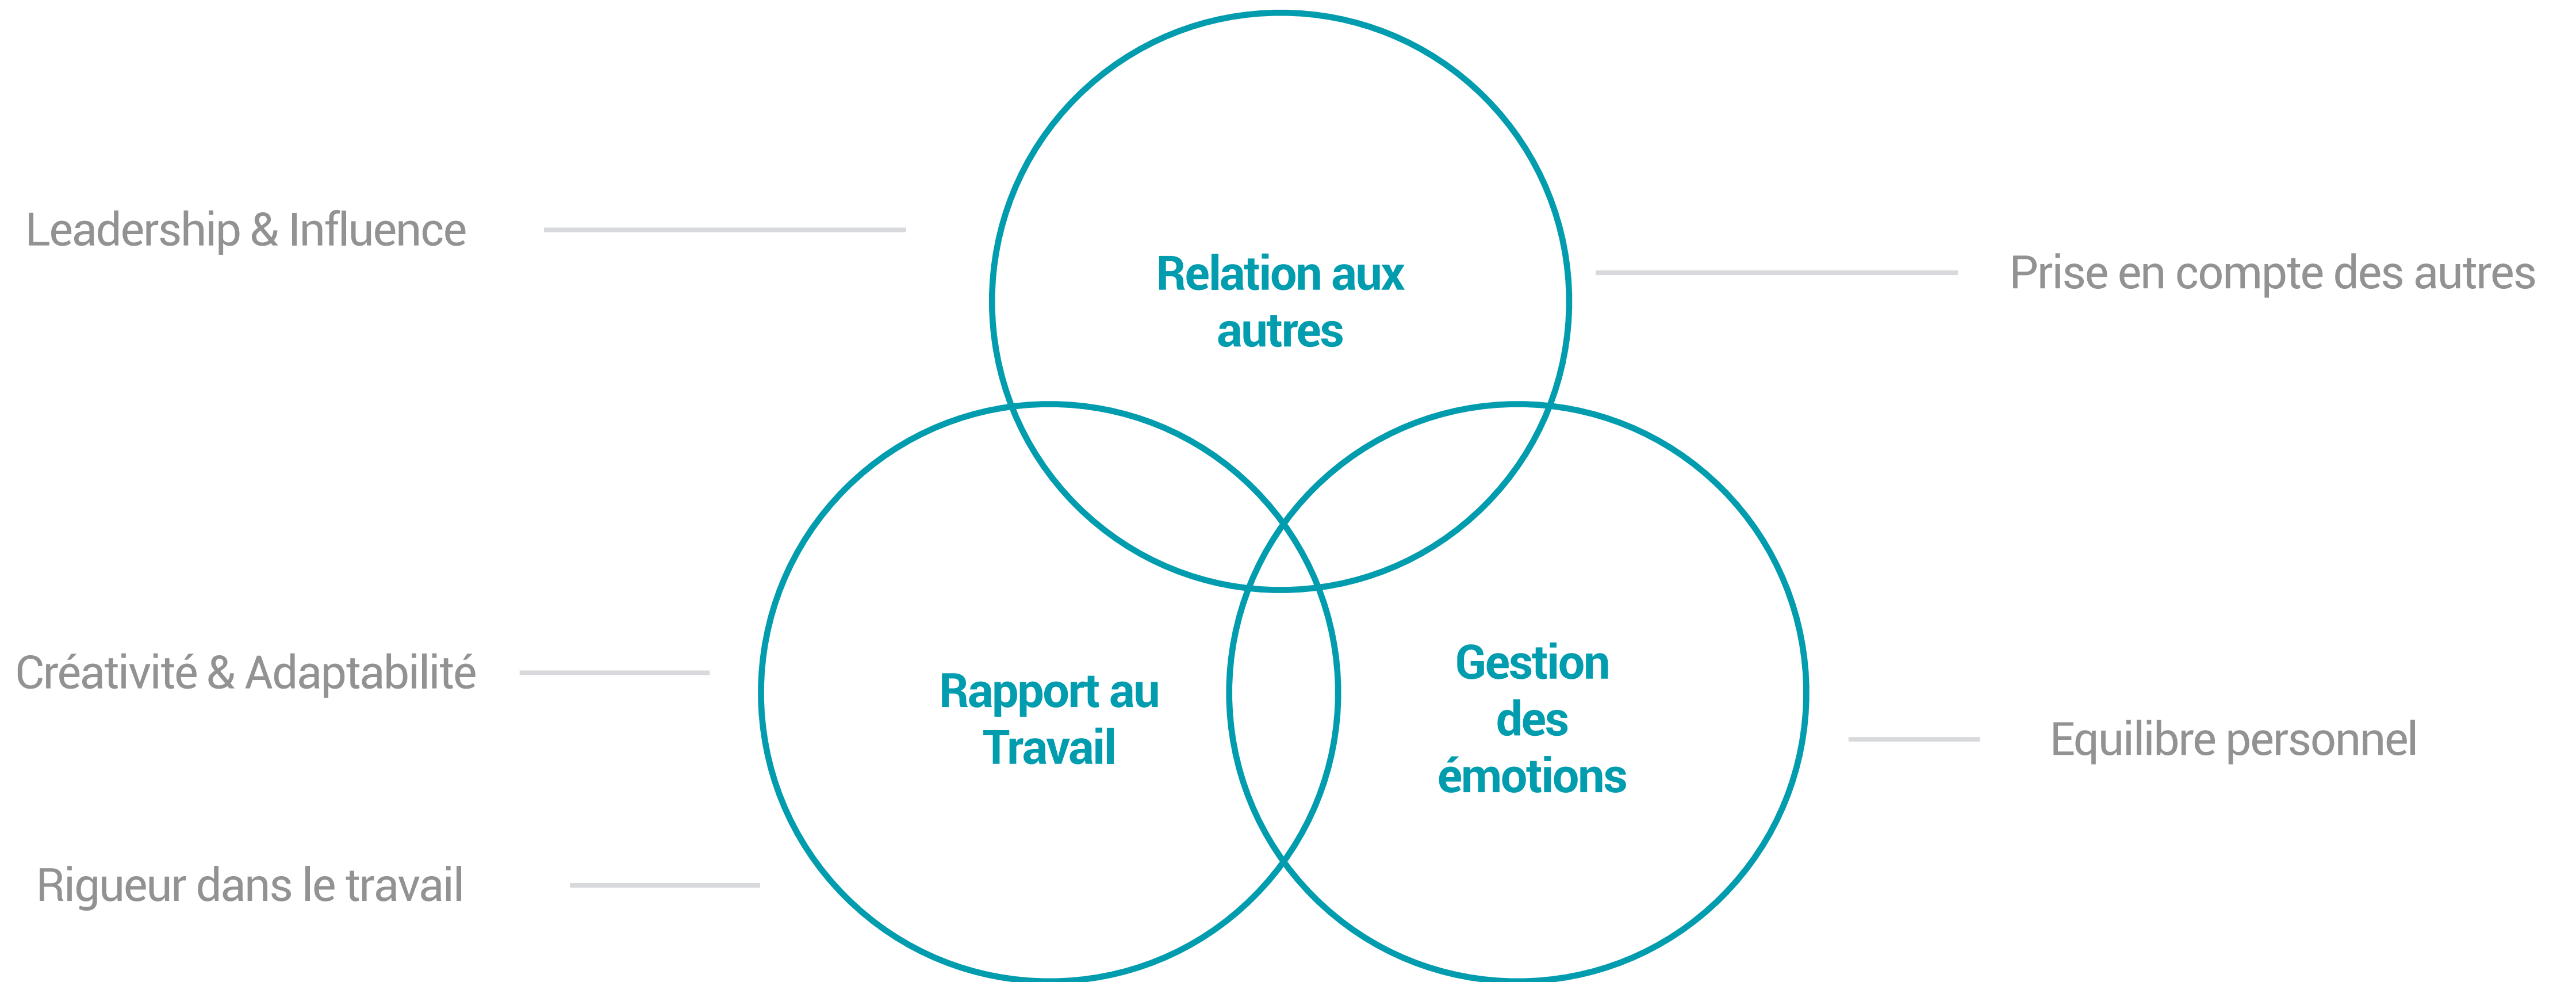 Leadership & Influence
Relation aux
autres
Prise en compte des autres
Créativité & Adaptabilité
Rapport au
Travail
Gestion
des
émotions
Equilibre personnel
Rigueur dans le travail